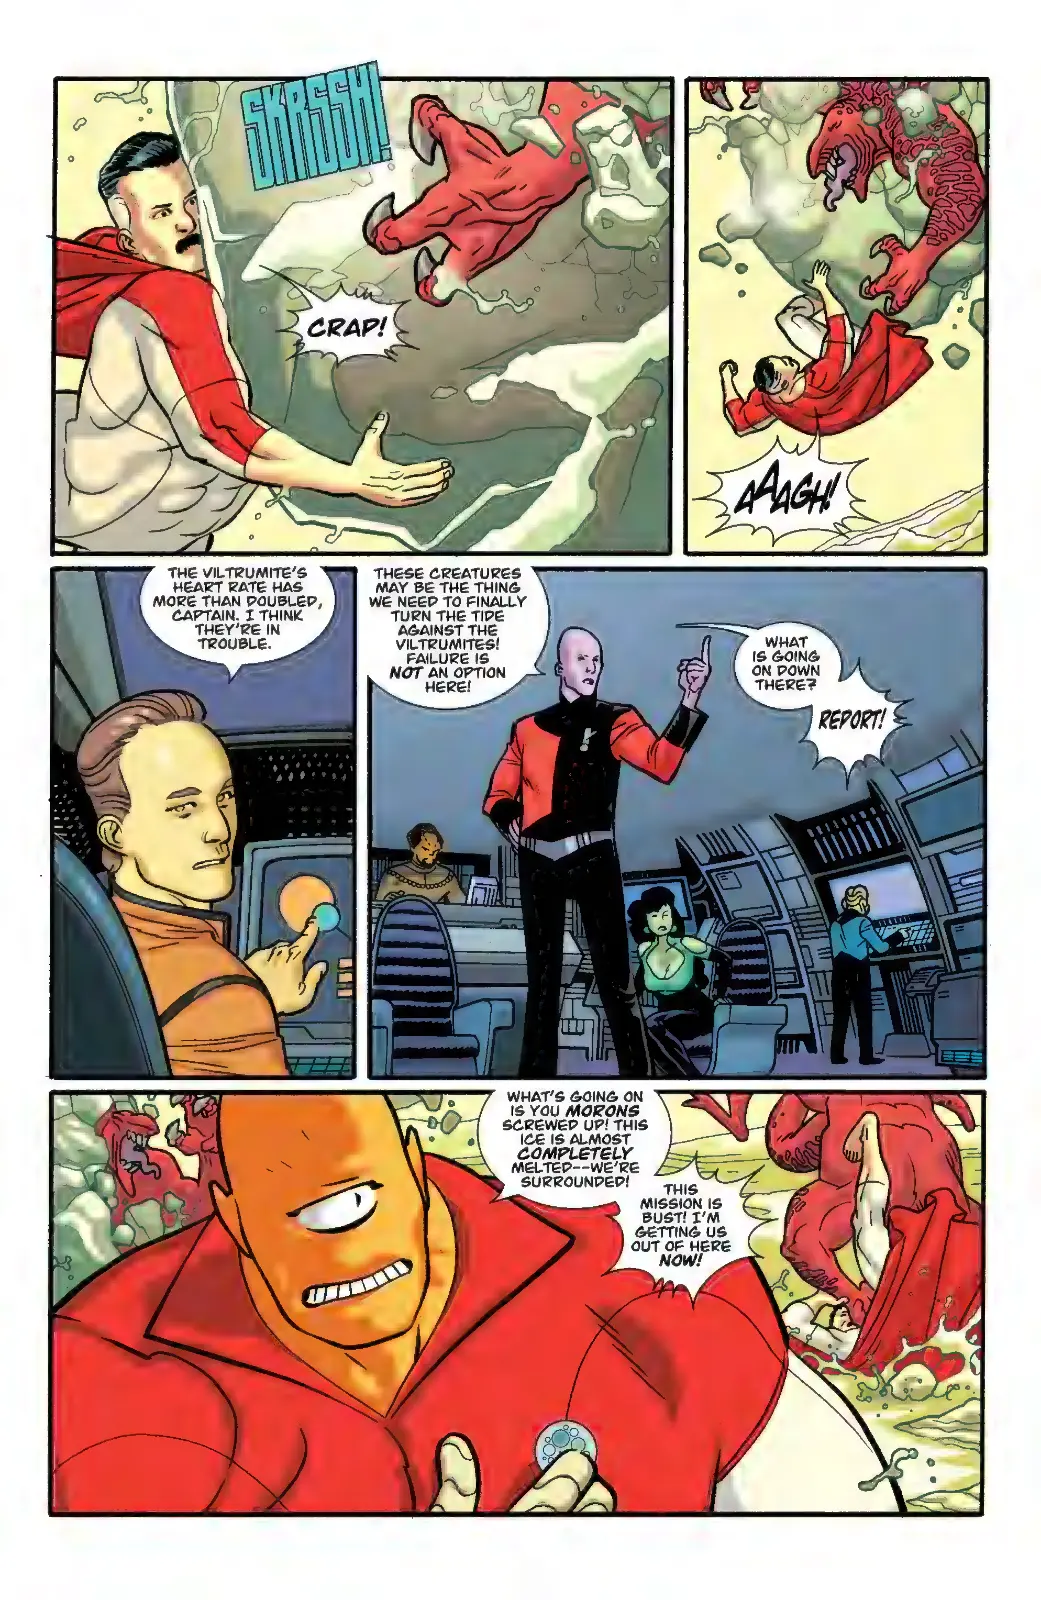 SKRSSH!
CRAP!
AAAGH!
THE VILTRUMITE'S
HEART RATE HAS
MORE THAN DOUBLED,
CAPTAIN. I THINK
THEY'RE IN
TROUBLE.
THESE CREATURES
MAY BE THE THING
WE NEED TO FINALLY
TURN THE TIDE
AGAINST THE
VILTRUMITES!
FAILURE IS
NOT AN OPTION
HERE!
WHAT
IS GOING
ON DOWN
THERE?
REPORT!
WHAT'S GOING ON
IS YOU MORONS
SCREWED UP! THIS
ICE IS ALMOST
COMPLETELY
MELTED--WE'RE
SURROUNDED!
THIS
MISSION IS
BUST! I'M
GETTING US
OUT OF HERE
NOW!